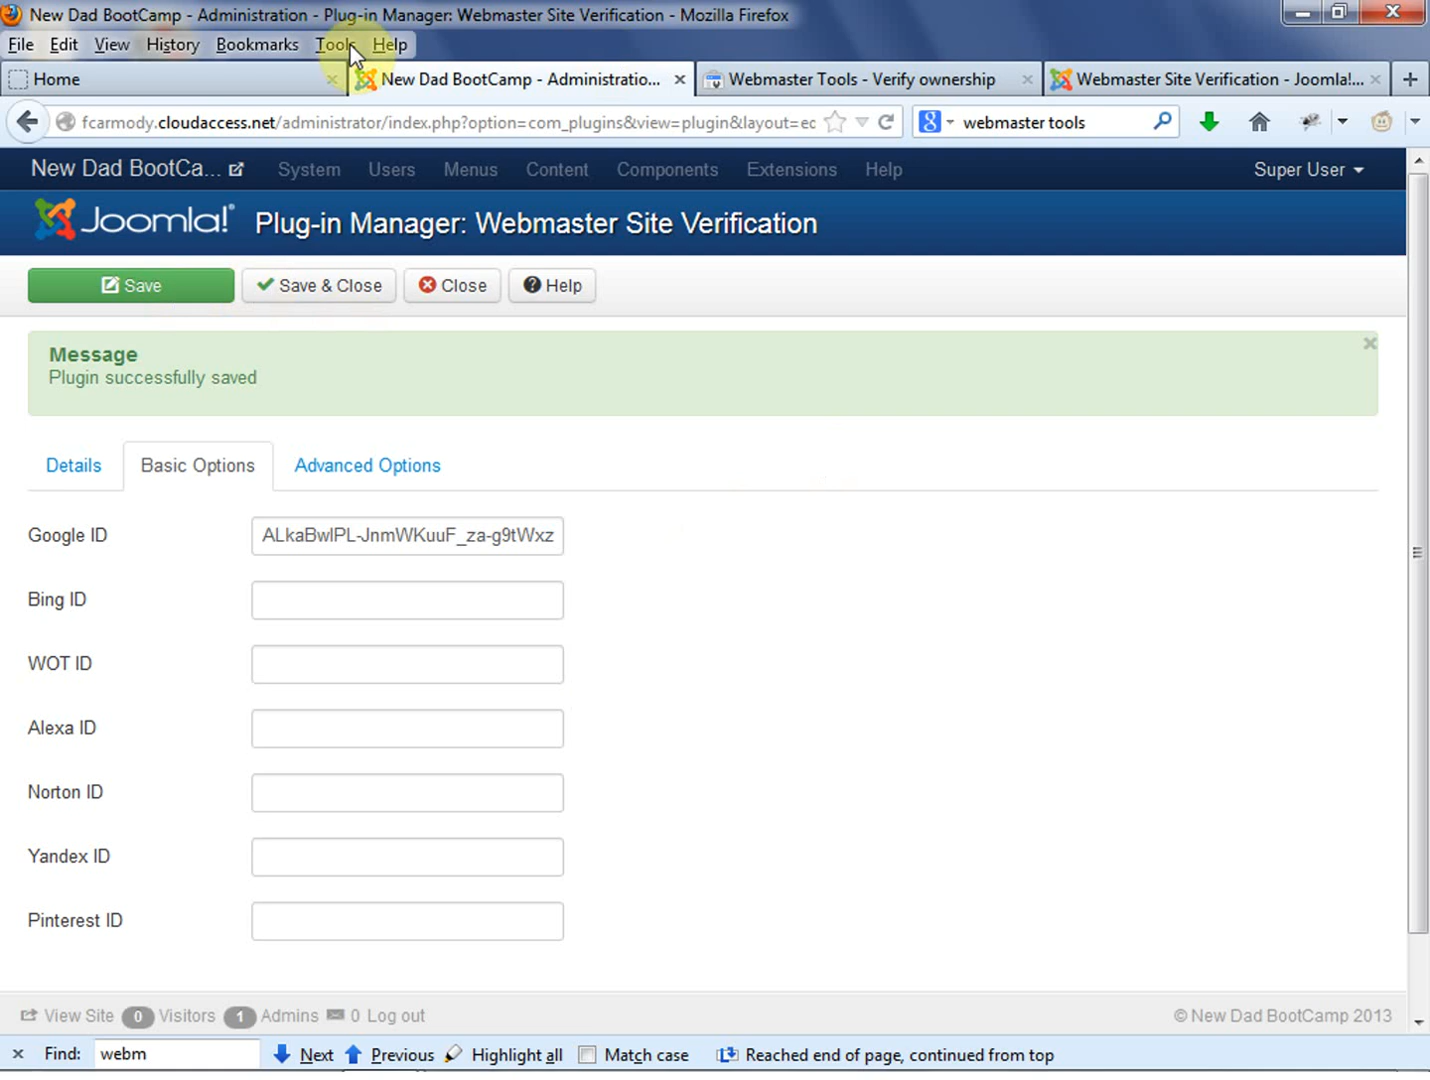 New Dad BootCamp - Administration - Plug-in Manager: Webmaster Site Verification - Mozilla Firefox
File Edit View History Bookmarks Tools Help
Home
New Dad BootCamp - Administratio...
Webmaster Tools - Verify ownership
Webmaster Site Verification - Joomla!...
fcarmody.cloudaccess.net/administrator/index.php?option=com_plugins&view=plugin&layout=ec
webmaster tools
New Dad BootCa... System Users Menus Content Components Extensions Help Super User
Joomla!® Plug-in Manager: Webmaster Site Verification
Save Save & Close Close Help
Message
Plugin successfully saved
Details Basic Options Advanced Options
Google ID ALkaBwlPL-JnmWKuuF_za-g9tWxz
Bing ID
WOT ID
Alexa ID
Norton ID
Yandex ID
Pinterest ID
View Site 0 Visitors 1 Admins 0 Log out © New Dad BootCamp 2013
Find: webm Next Previous Highlight all Match case Reached end of page, continued from top